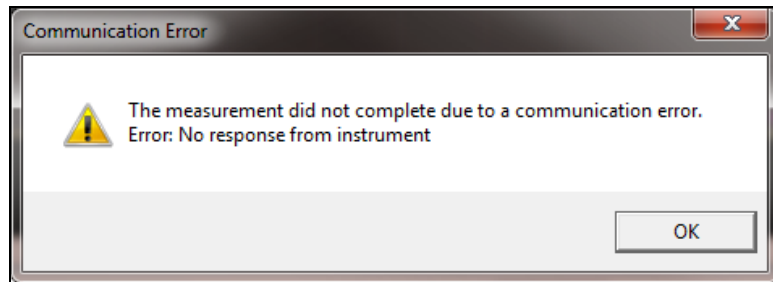 Communication Error
The measurement did not complete due to a communication error.
Error: No response from instrument
OK